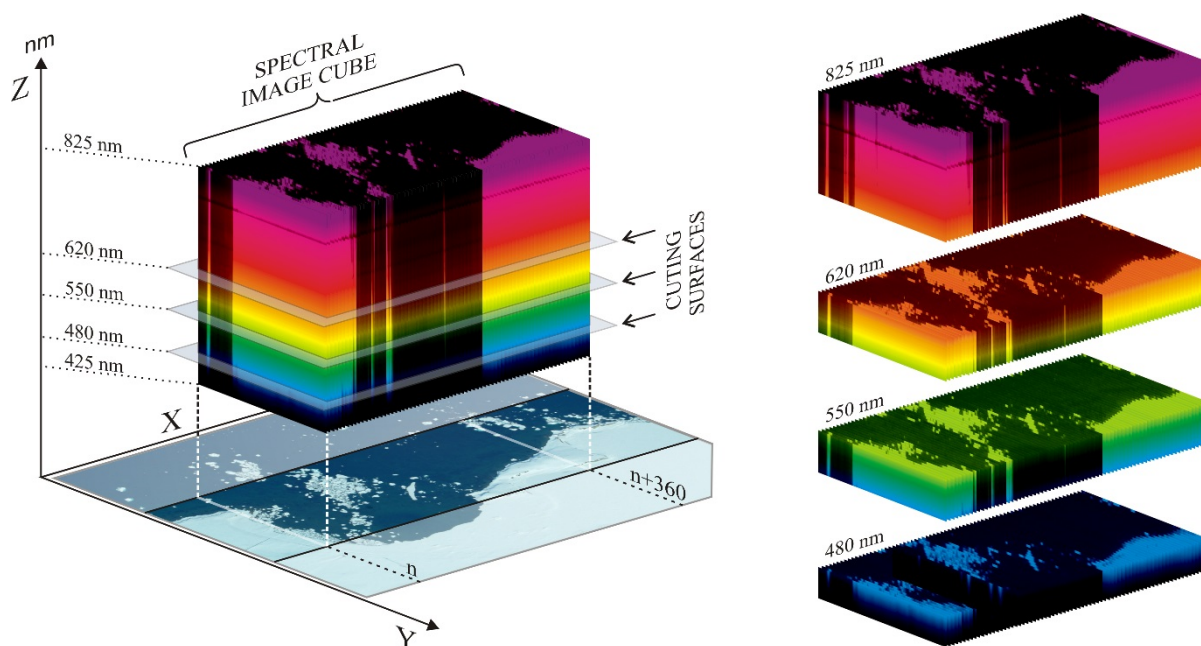 nm
Z
SPECTRAL
IMAGE CUBE
825 nm
620 nm
550 nm
480 nm
425 nm
CUTING
SURFACES
X
n+360
n
Y
825 nm
620 nm
550 nm
480 nm